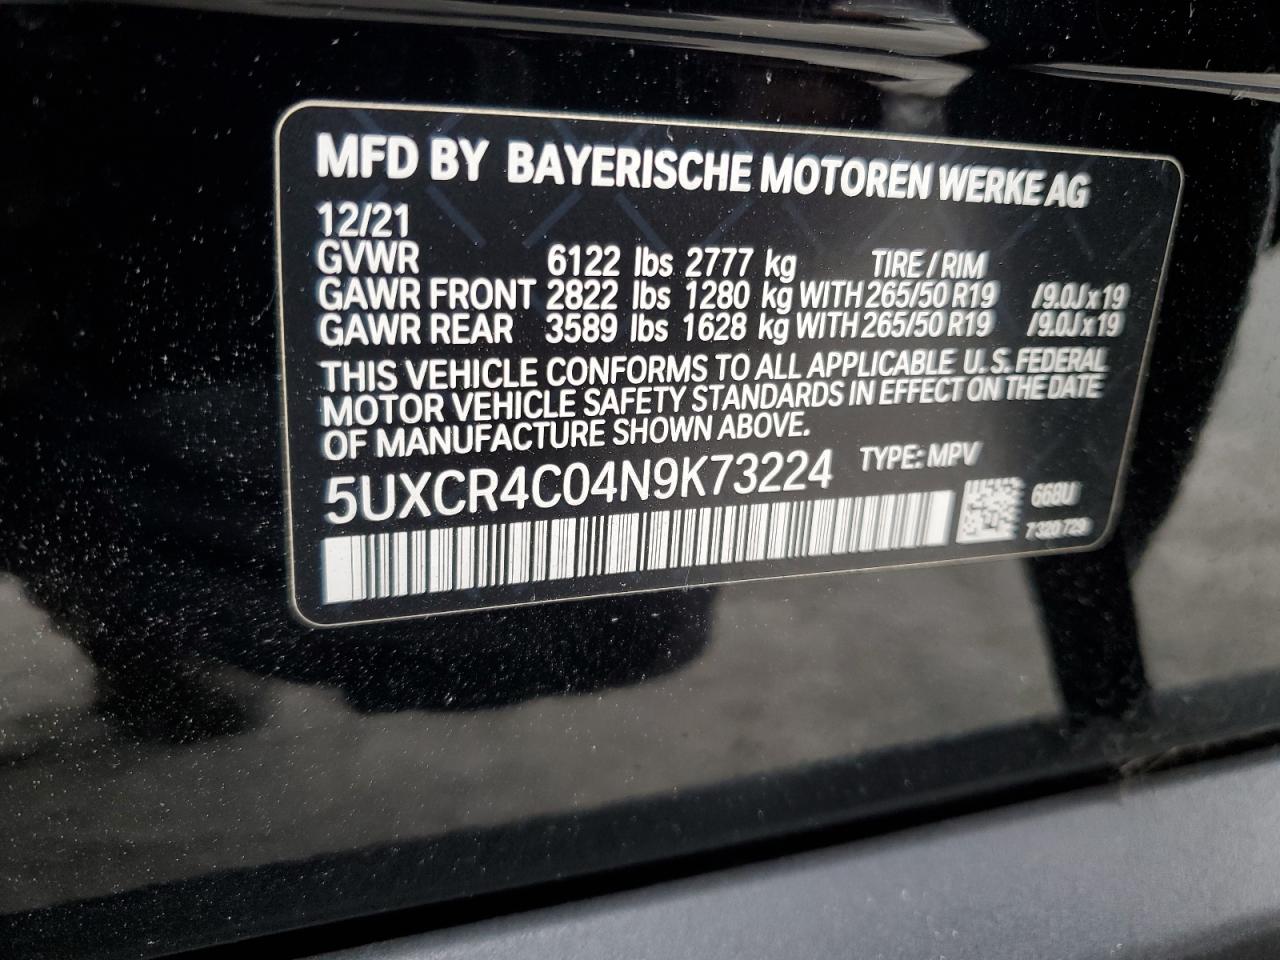 MFD BY BAYERISCHE MOTOREN WERKE AG
12/21
GVWR 6122 lbs 2777 kg TIRE / RIM
GAWR FRONT 2822 lbs 1280 kg WITH 265/50 R19 /9.0J x 19
GAWR REAR 3589 lbs 1628 kg WITH 265/50 R19 /9.0J x 19
THIS VEHICLE CONFORMS TO ALL APPLICABLE U.S. FEDERAL
MOTOR VEHICLE SAFETY STANDARDS IN EFFECT ON THE DATE
OF MANUFACTURE SHOWN ABOVE.
5UXCR4C04N9K73224 TYPE: MPV
668U
7320729